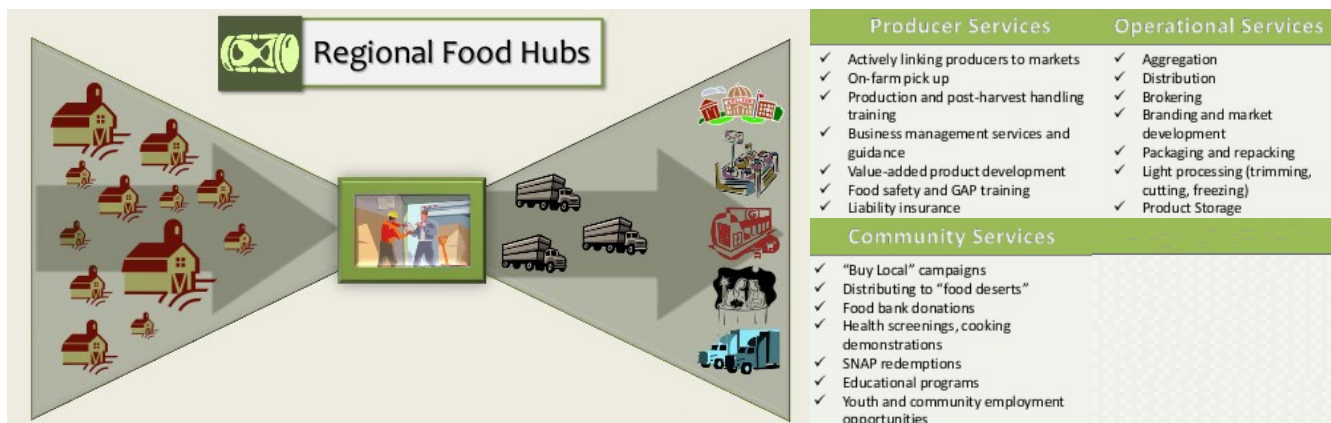 Regional Food Hubs
Producer Services
✓ Actively linking producers to markets
✓ On-farm pick up
✓ Production and post-harvest handling
training
✓ Business management services and
guidance
✓ Value-added product development
✓ Food safety and GAP training
✓ Liability insurance
Operational Services
✓ Aggregation
✓ Distribution
✓ Brokering
✓ Branding and market
development
✓ Packaging and repacking
✓ Light processing (trimming,
cutting, freezing)
✓ Product Storage
Community Services
✓ “Buy Local” campaigns
✓ Distributing to “food deserts”
✓ Food bank donations
✓ Health screenings, cooking
demonstrations
✓ SNAP redemptions
✓ Educational programs
✓ Youth and community employment
opportunities